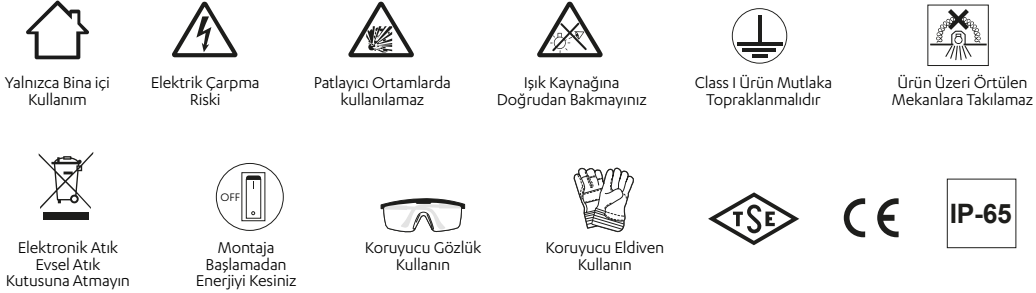 Yalnızca Bina içi
Kullanım
Elektrik Çarpma
Riski
Patlayıcı Ortamlarda
kullanılamaz
Işık Kaynağına
Doğrudan Bakmayınız
Class I Ürün Mutlaka
Topraklanmalıdır
Ürün Üzeri Örtülen
Mekanlara Takılamaz
OFF
Elektronik Atık
Evsel Atık
Kutusuna Atmayın
Montaja
Başlamadan
Enerjiyi Kesiniz
Koruyucu Gözlük
Kullanın
Koruyucu Eldiven
Kullanın
TSE
CE
IP-65